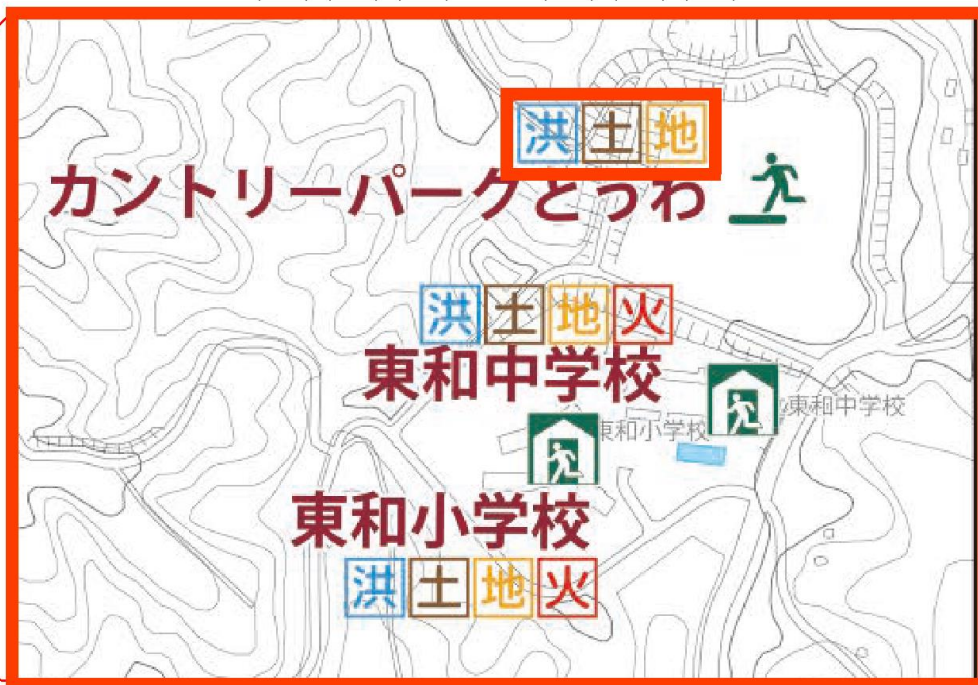 洪土地
カントリーパークとうわ
洪土地火
東和中学校
東和中学校
東和小学校
東和小学校
洪土地火